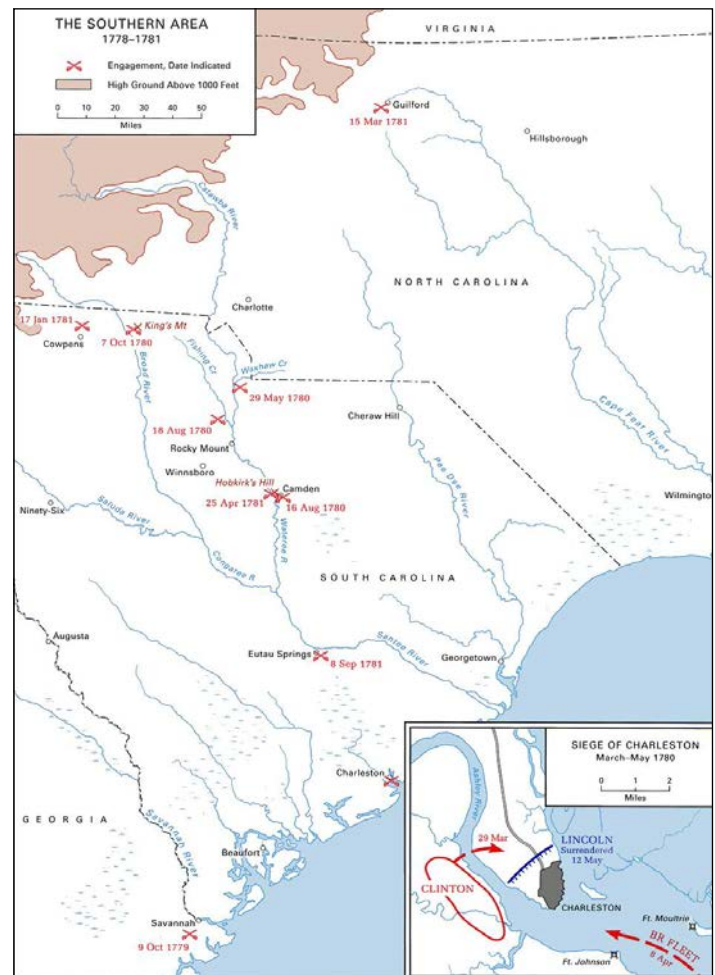 THE SOUTHERN AREA
1778–1781
Engagement, Date Indicated
High Ground Above 1000 Feet
0 10 20 30 40 50
Miles
VIRGINIA
Guilford
15 Mar 1781
Hillsborough
Catawba River
NORTH CAROLINA
Charlotte
17 Jan 1781
King's Mt
7 Oct 1780
Cowpens
Broad River
Fishing Cr
Waxhaw Cr
29 May 1780
18 Aug 1780
Cheraw Hill
Cape Fear River
Rocky Mount
Winnsboro
Hobkirk's Hill
Camden
25 Apr 1781
16 Aug 1780
Pee Dee River
Wilmington
Ninety-Six
Saluda River
Wateree R
Congaree R
SOUTH CAROLINA
Augusta
Eutau Springs
8 Sep 1781
Santee River
Georgetown
Charleston
GEORGIA
Savannah River
Beaufort
Savannah
9 Oct 1779
SIEGE OF CHARLESTON
March–May 1780
0 1 2
Miles
Ashley River
29 Mar
LINCOLN
Surrendered
12 May
CLINTON
CHARLESTON
Ft. Moultrie
BR FLEET
8 Apr
Ft. Johnson